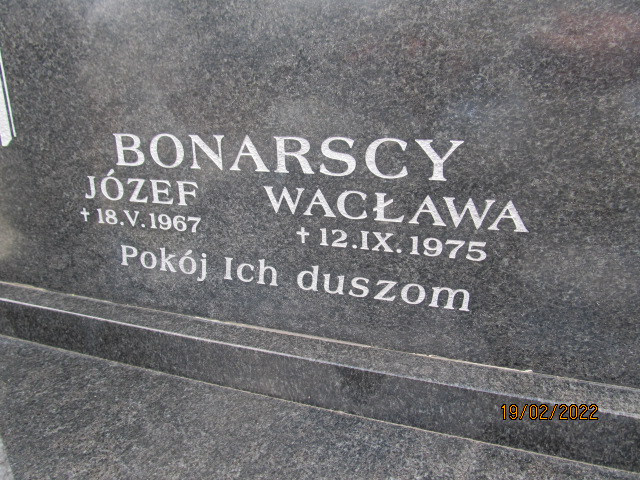 BONARSCY
JÓZEF WACŁAWA
✝ 18.V.1967 ✝ 12.IX.1975
Pokój Ich duszom
19/02/2022